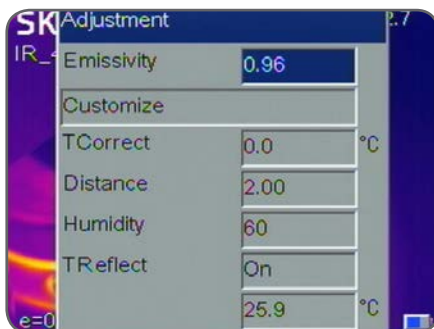 SK
Adjustment
.7
IR_
Emissivity 0.96
Customize
TCorrect 0.0 °C
Distance 2.00
Humidity 60
TReflect On
25.9 °C
e=0